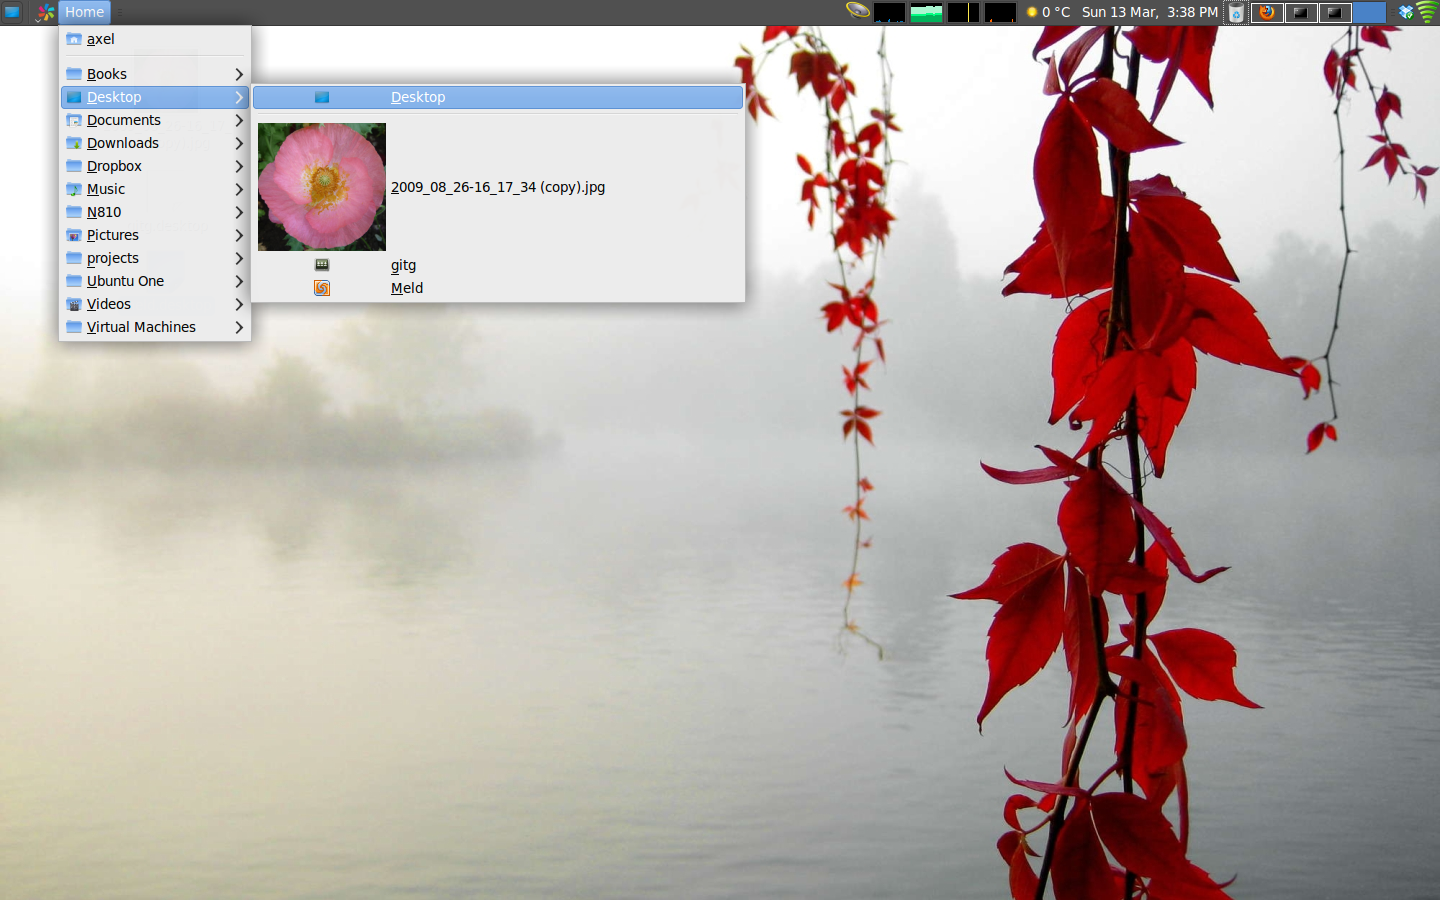 Home
0 °C Sun 13 Mar, 3:38 PM
axel
Books
Desktop
Documents
Downloads
Dropbox
Music
N810
Pictures
projects
Ubuntu One
Videos
Virtual Machines
Desktop
2009_08_26-16_17_34 (copy).jpg
gitg
Meld